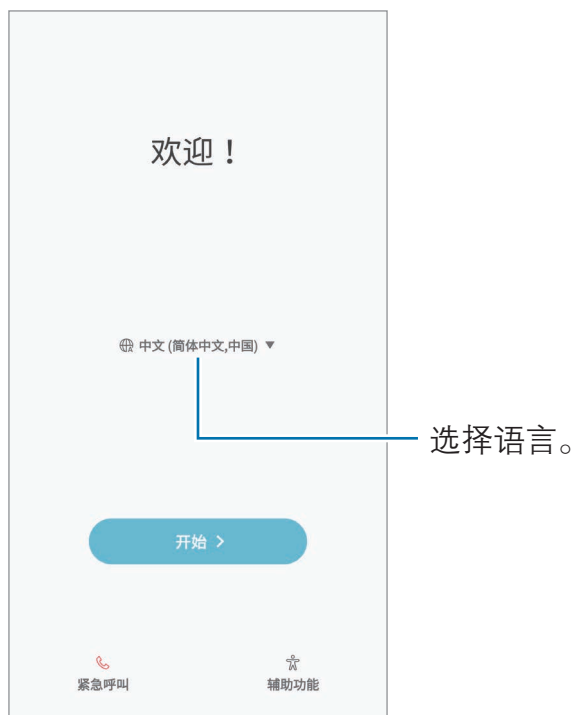 欢迎！
中文 (简体中文,中国)
选择语言。
开始
紧急呼叫
辅助功能